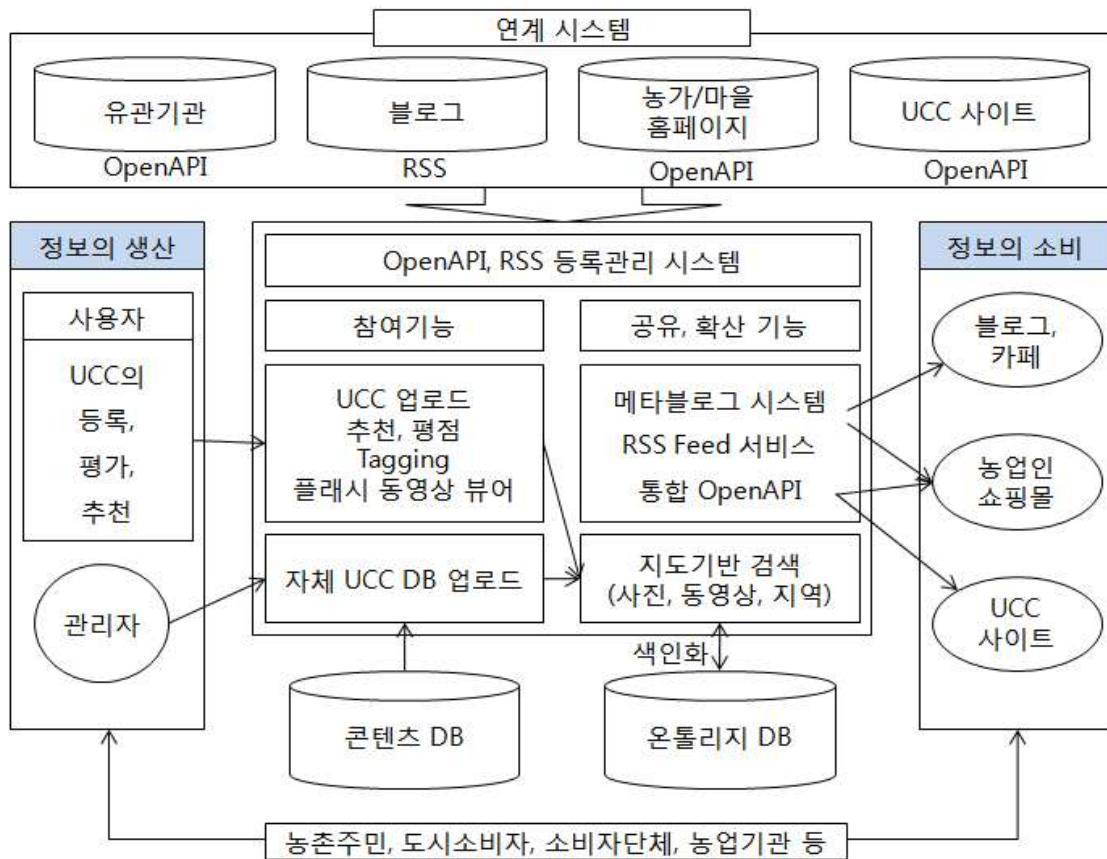 연계 시스템
유관기관
OpenAPI
블로그
RSS
농가/마을
홈페이지
OpenAPI
UCC 사이트
OpenAPI
정보의 생산
사용자
UCC의
등록,
평가,
추천
관리자
OpenAPI, RSS 등록관리 시스템
참여기능
공유, 확산 기능
UCC 업로드
추천, 평점
Tagging
플래시 동영상 뷰어
메타블로그 시스템
RSS Feed 서비스
통합 OpenAPI
자체 UCC DB 업로드
지도기반 검색
(사진, 동영상, 지역)
색인화
콘텐츠 DB
온톨리지 DB
정보의 소비
블로그,
카페
농업인
쇼핑몰
UCC
사이트
농촌주민, 도시소비자, 소비자단체, 농업기관 등